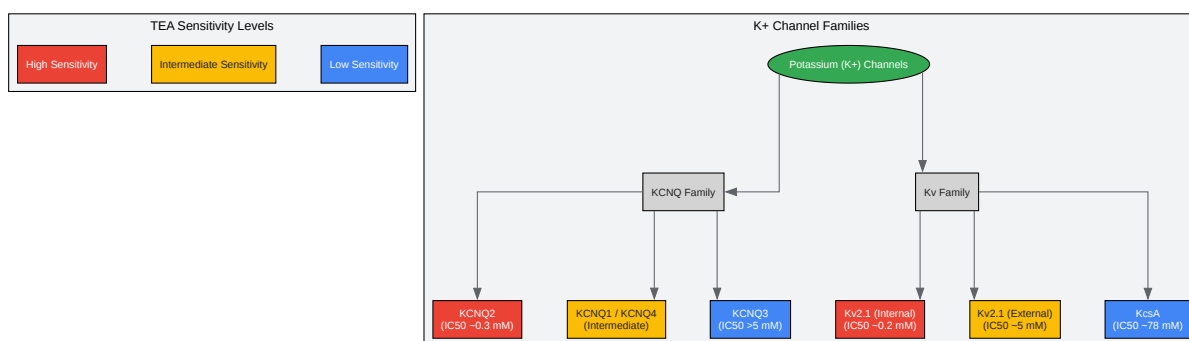 TEA Sensitivity Levels
High Sensitivity
Intermediate Sensitivity
Low Sensitivity
K+ Channel Families
Potassium (K+) Channels
KCNQ Family
Kv Family
KCNQ2
(IC50 ~0.3 mM)
KCNQ1 / KCNQ4
(Intermediate)
KCNQ3
(IC50 >5 mM)
Kv2.1 (Internal)
(IC50 ~0.2 mM)
Kv2.1 (External)
(IC50 ~5 mM)
KcsA
(IC50 ~78 mM)